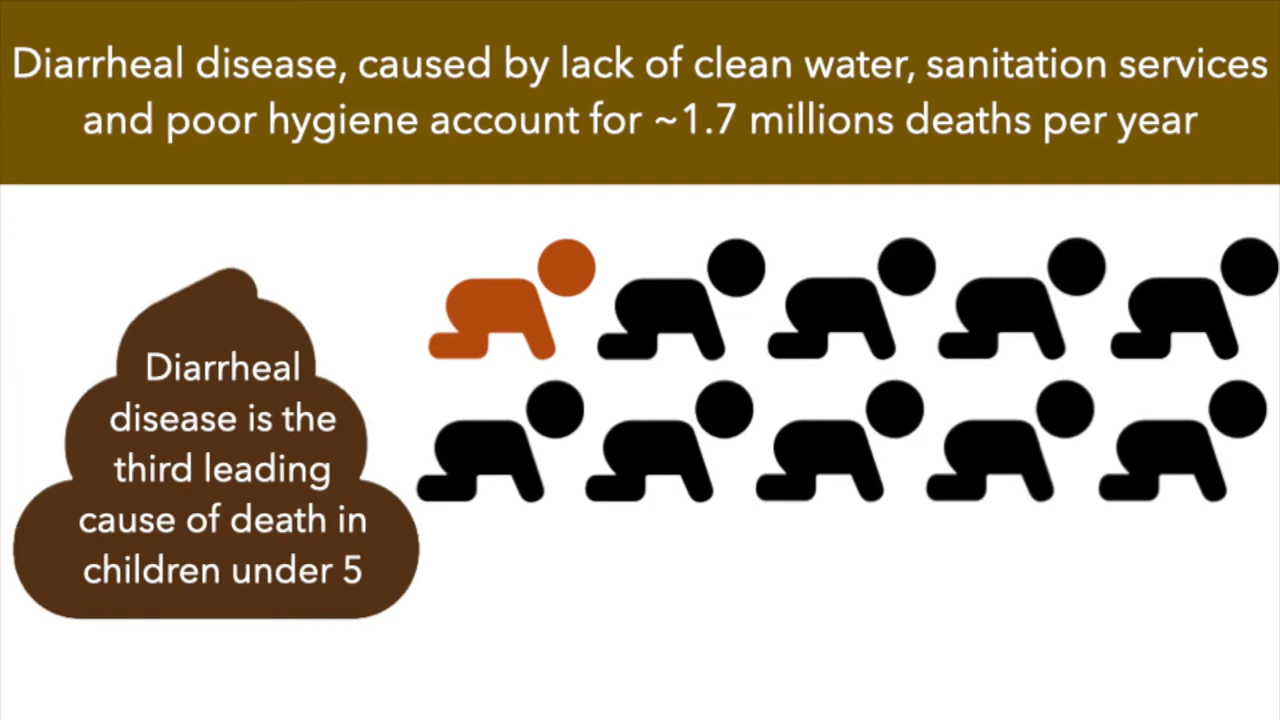 Diarrheal disease, caused by lack of clean water, sanitation services
and poor hygiene account for ~1.7 millions deaths per year
Diarrheal
disease is the
third leading
cause of death in
children under 5